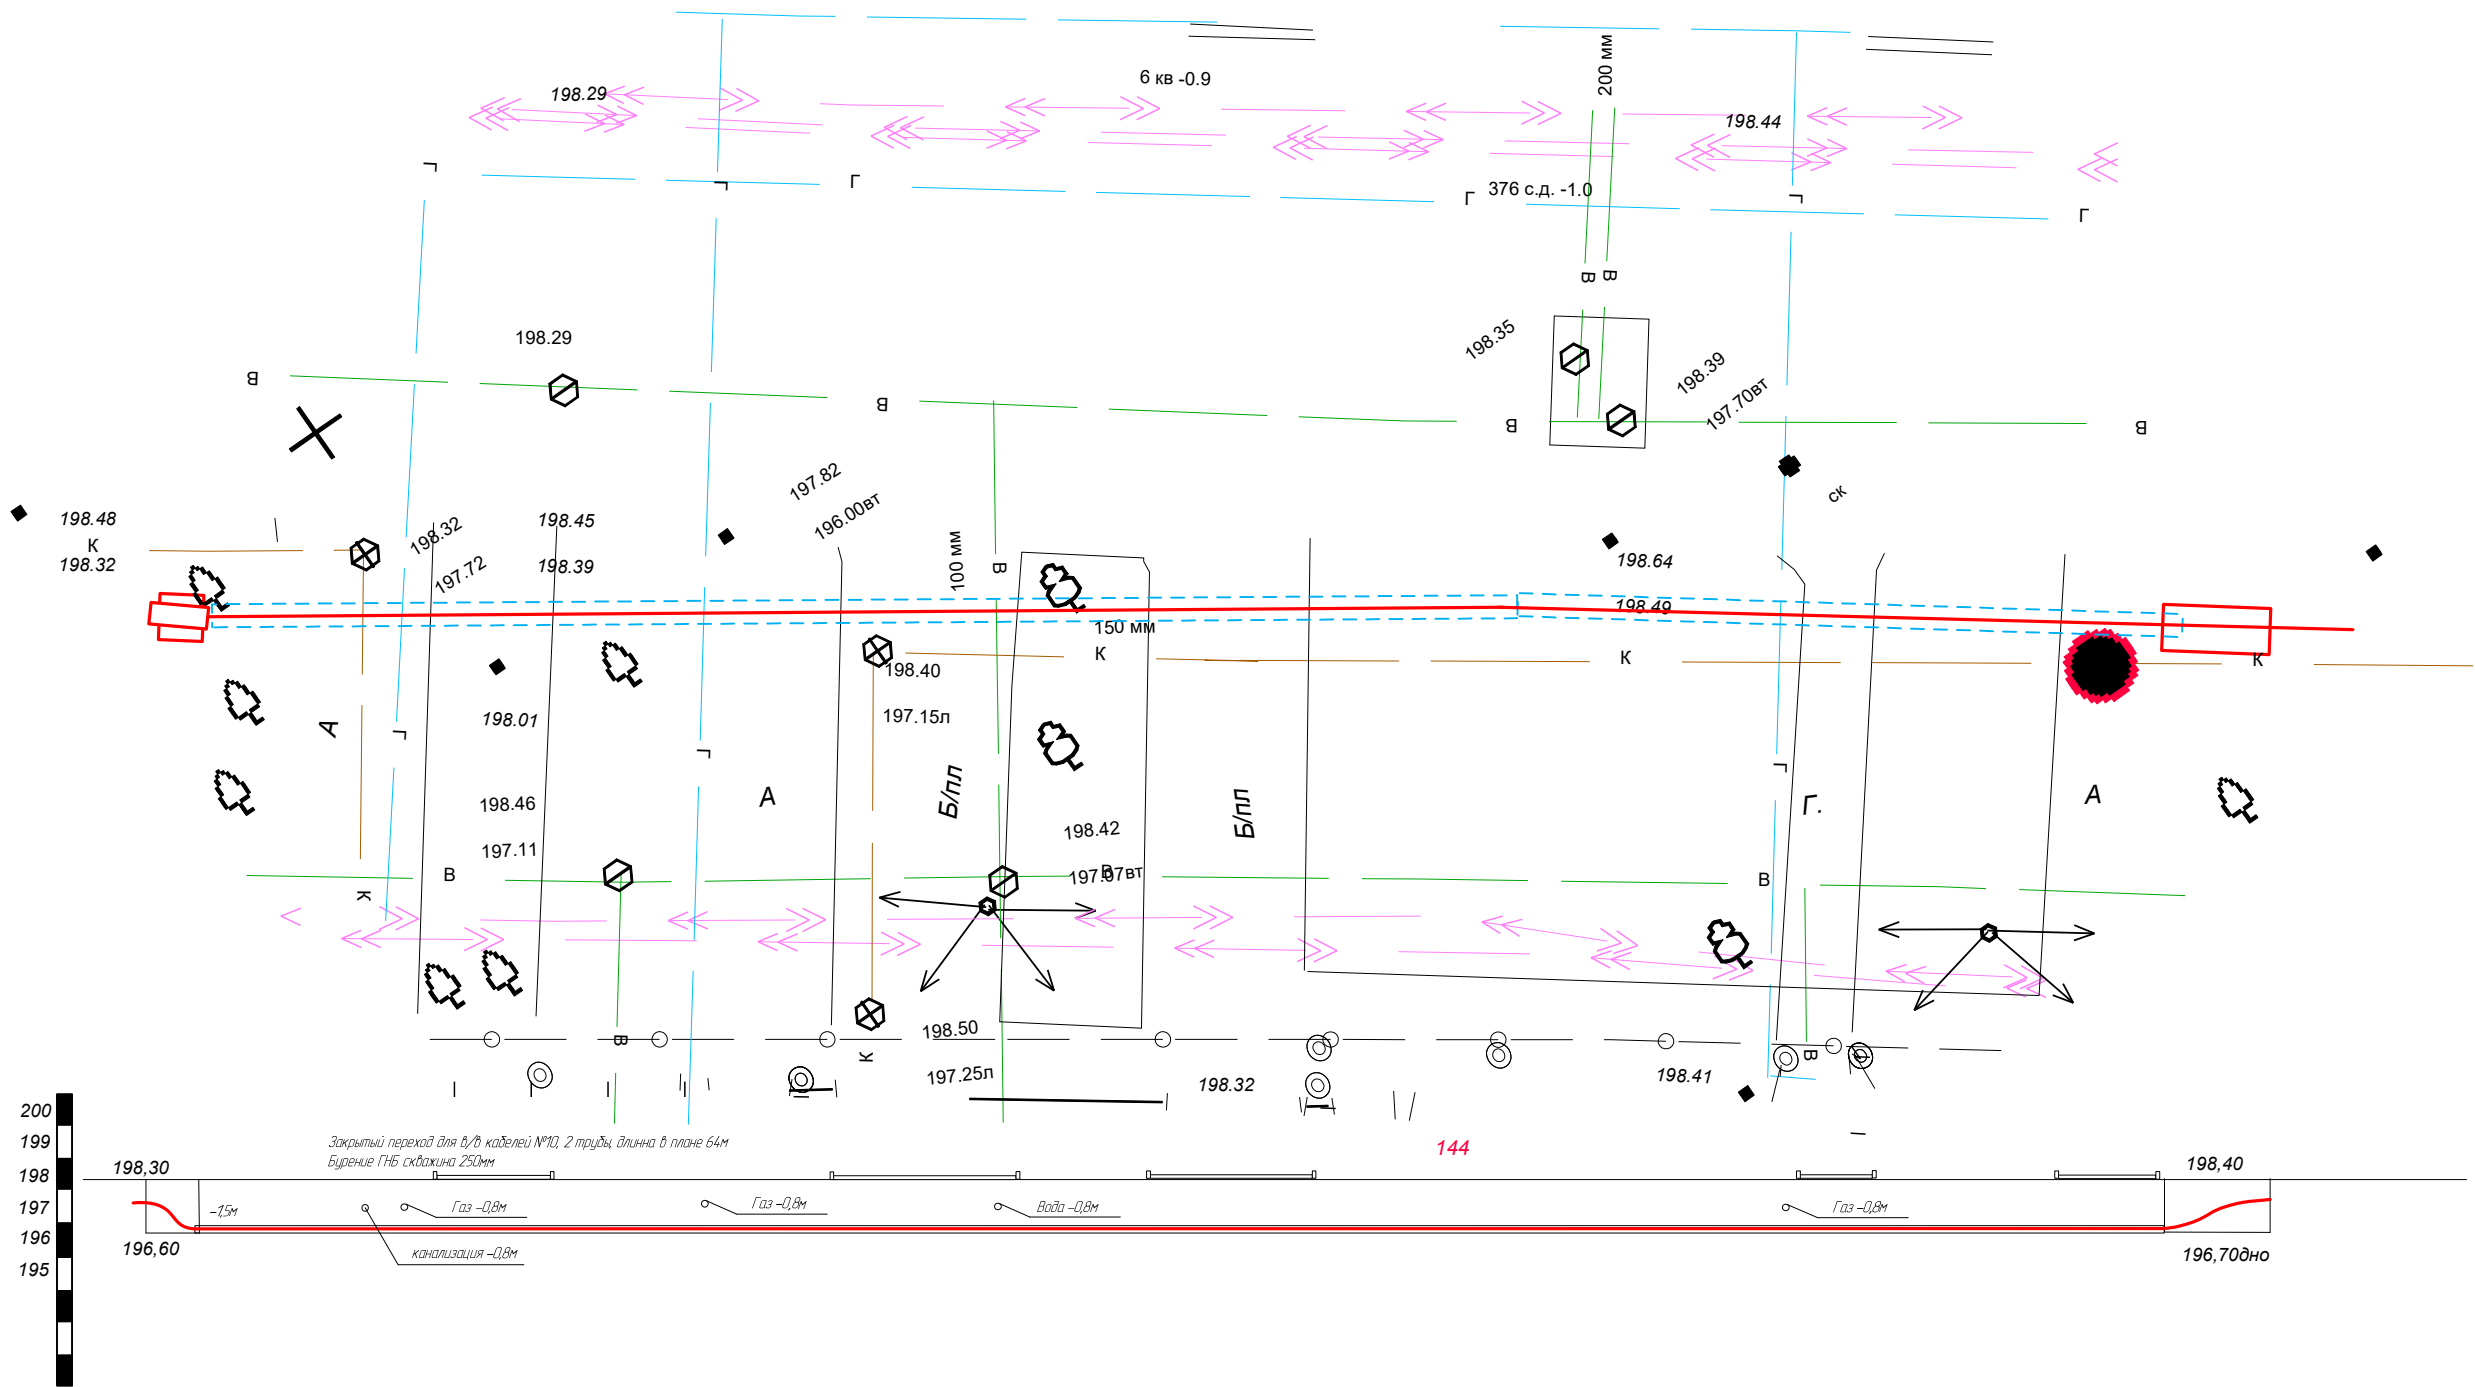 200 мм
6 кв -0.9
198.29
198.44
Г
Г
Г
376 с.д. -1.0
Г
Г
Г
В
В
198.29
198.35
198.39
197.70вт
В
В
В
В
197.82
196.00вт
ск
198.48
К
198.32
198.32
197.72
198.45
198.39
100 мм
В
198.64
198.49
150 мм
К
К
К
198.40
197.15л
198.01
А
Г
Г
Г
А
Б/пл
Б/пл
Г.
А
198.46
197.11
198.42
197.07вт
В
В
В
К
198.50
197.25л
В
К
В
198.32
198.41
144
200
199
198
197
196
195
Закрытый переход для в/в кабелей №10, 2 трубы, длинна в плане 64м
Бурение ГНБ скважина 250мм
198,30
198,40
-1,5м
Газ -0,8м
Газ -0,8м
Вода -0,8м
Газ -0,8м
канализация -0,8м
196,60
196,70дно